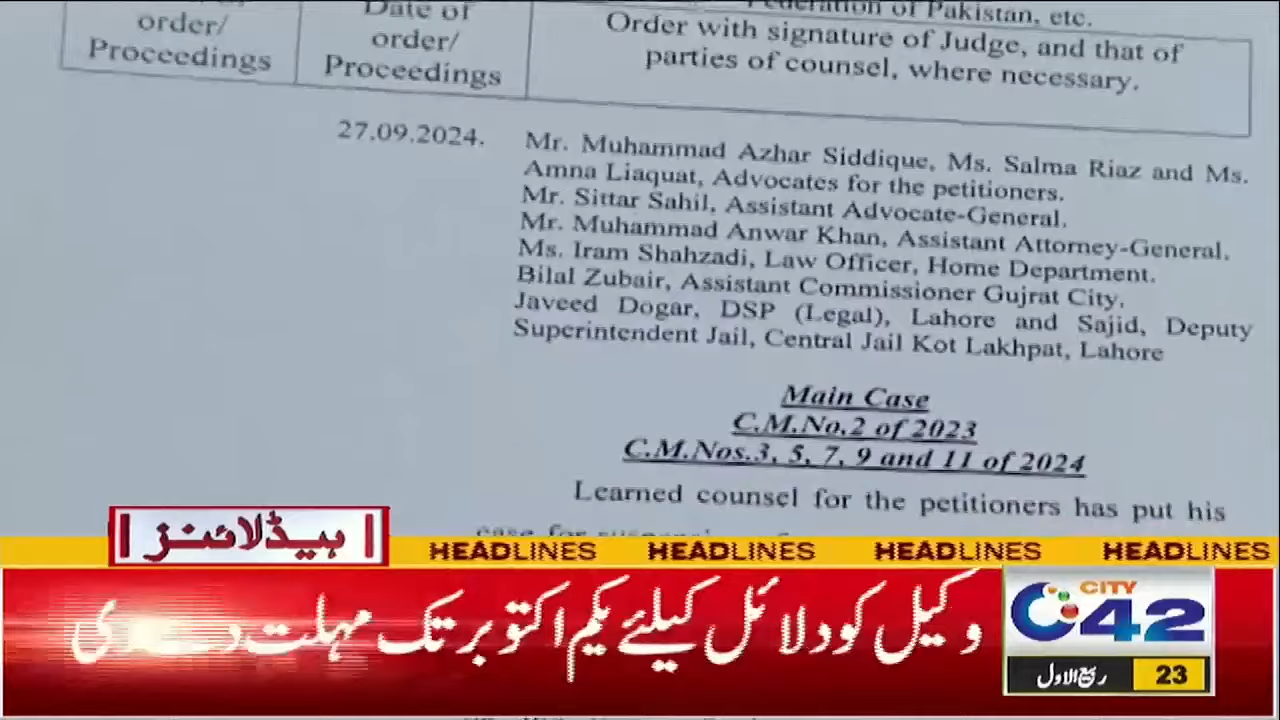 Federation of Pakistan, etc.
order/
Proceedings
Date of
order/
Proceedings
Order with signature of Judge, and that of
parties of counsel, where necessary.
27.09.2024.
Mr. Muhammad Azhar Siddique, Ms. Salma Riaz and Ms.
Amna Liaquat, Advocates for the petitioners.
Mr. Sittar Sahil, Assistant Advocate-General.
Mr. Muhammad Anwar Khan, Assistant Attorney-General.
Ms. Iram Shahzadi, Law Officer, Home Department.
Bilal Zubair, Assistant Commissioner Gujrat City.
Javeed Dogar, DSP (Legal), Lahore and Sajid, Deputy
Superintendent Jail, Central Jail Kot Lakhpat, Lahore
Main Case
C.M.No.2 of 2023
C.M.Nos.3, 5, 7, 9 and 11 of 2024
Learned counsel for the petitioners has put his
case for
ہیڈلائنز
HEADLINES HEADLINES HEADLINES HEADLINES
وکیل کو دلائل کیلئے یکم اکتوبر تک مہلت دے دی
CITY
42
ربیع الاول 23